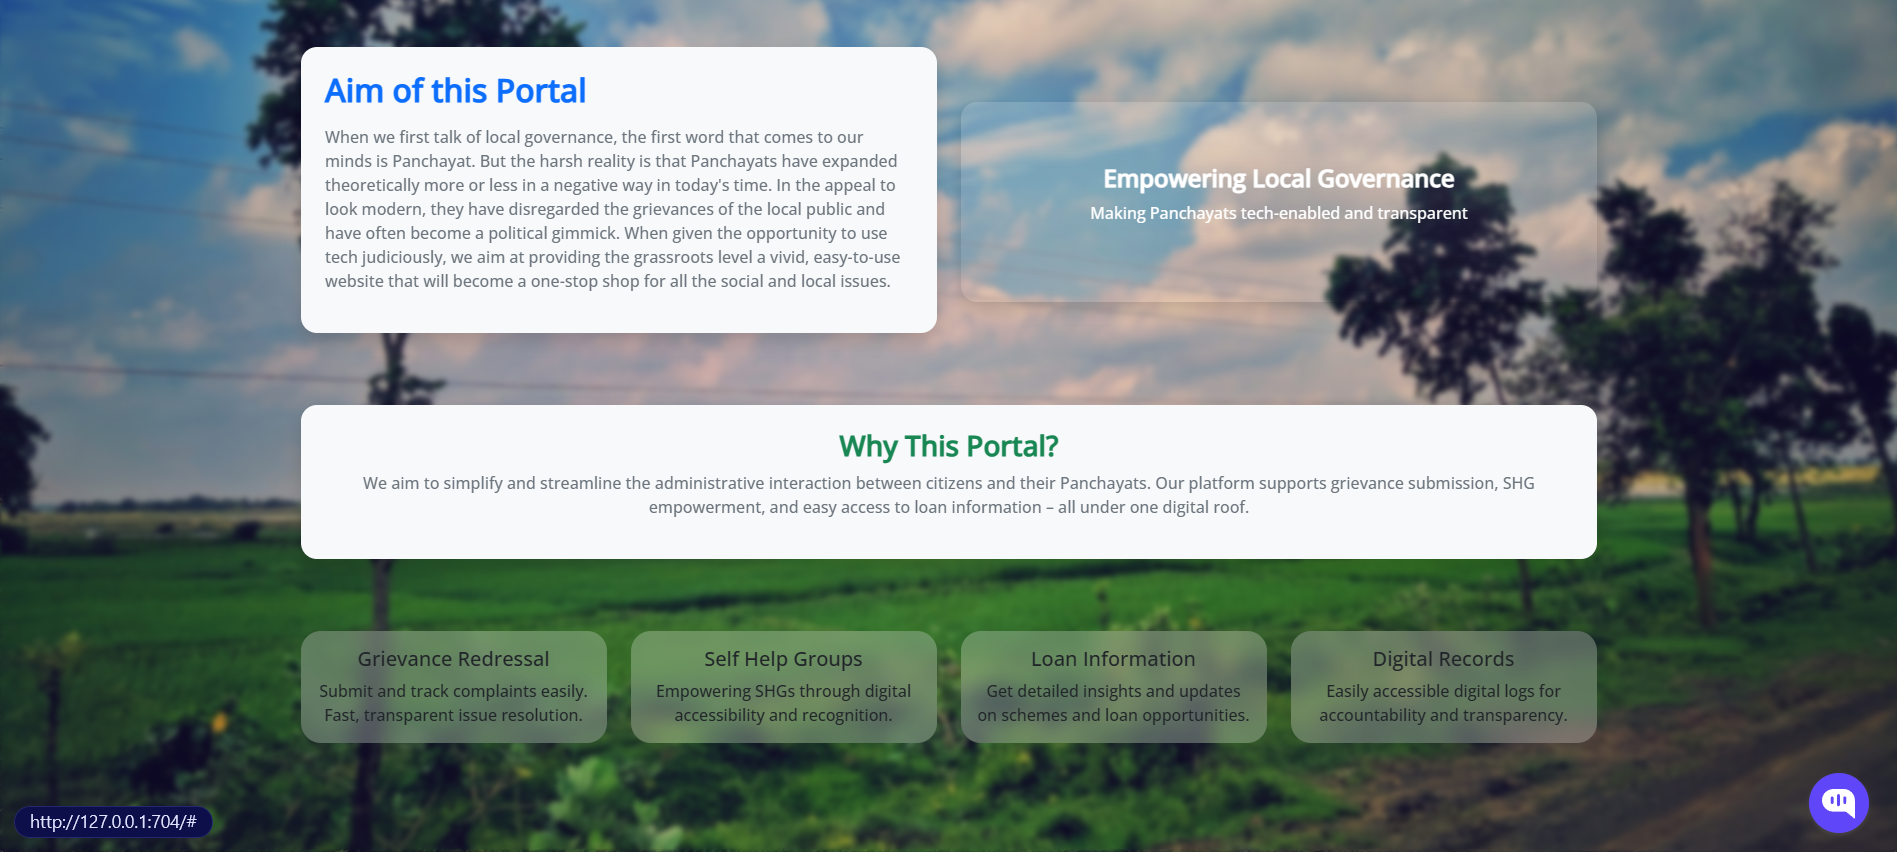 Aim of this Portal
When we first talk of local governance, the first word that comes to our
minds is Panchayat. But the harsh reality is that Panchayats have expanded
theoretically more or less in a negative way in today's time. In the appeal to
look modern, they have disregarded the grievances of the local public and
have often become a political gimmick. When given the opportunity to use
tech judiciously, we aim at providing the grassroots level a vivid, easy-to-use
website that will become a one-stop shop for all the social and local issues.
Empowering Local Governance
Making Panchayats tech-enabled and transparent
Why This Portal?
We aim to simplify and streamline the administrative interaction between citizens and their Panchayats. Our platform supports grievance submission, SHG
empowerment, and easy access to loan information – all under one digital roof.
Grievance Redressal
Submit and track complaints easily.
Fast, transparent issue resolution.
Self Help Groups
Empowering SHGs through digital
accessibility and recognition.
Loan Information
Get detailed insights and updates
on schemes and loan opportunities.
Digital Records
Easily accessible digital logs for
accountability and transparency.
http://127.0.0.1:704/#